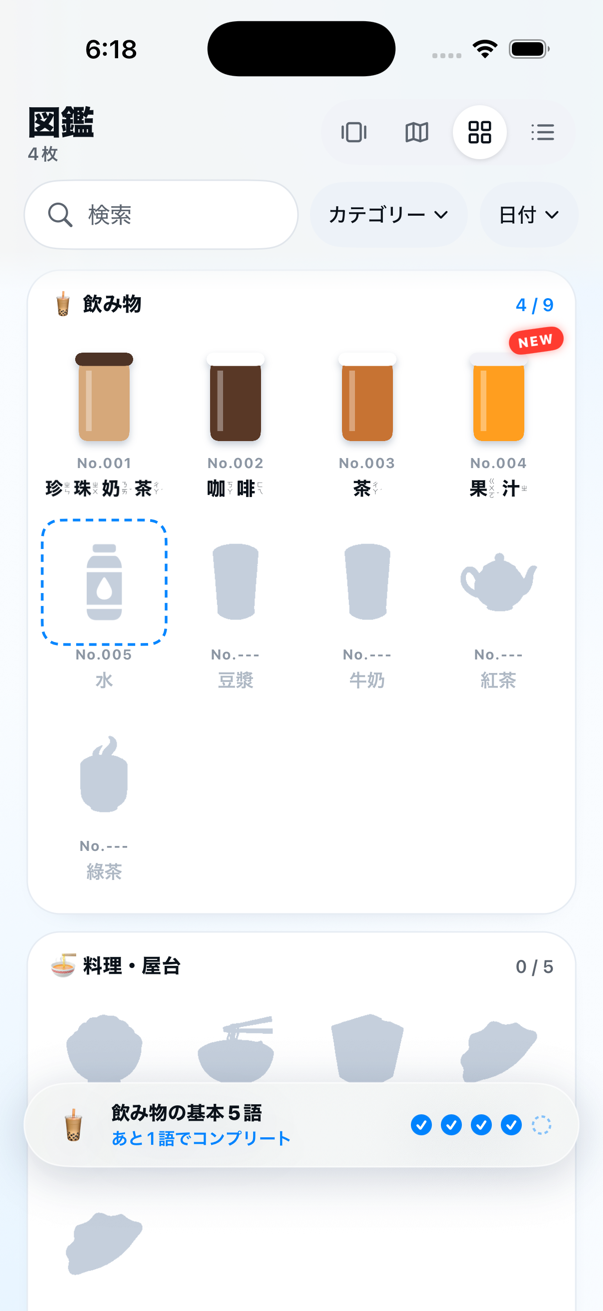 6:18
図鑑
4枚
検索
カテゴリー
日付
飲み物
4 / 9
NEW
No.001
No.002
No.003
No.004
珍珠奶茶
咖啡
茶
果汁
No.005
No.---
No.---
No.---
水
豆漿
牛奶
紅茶
No.---
綠茶
料理・屋台
0 / 5
飲み物の基本5語
あと1語でコンプリート